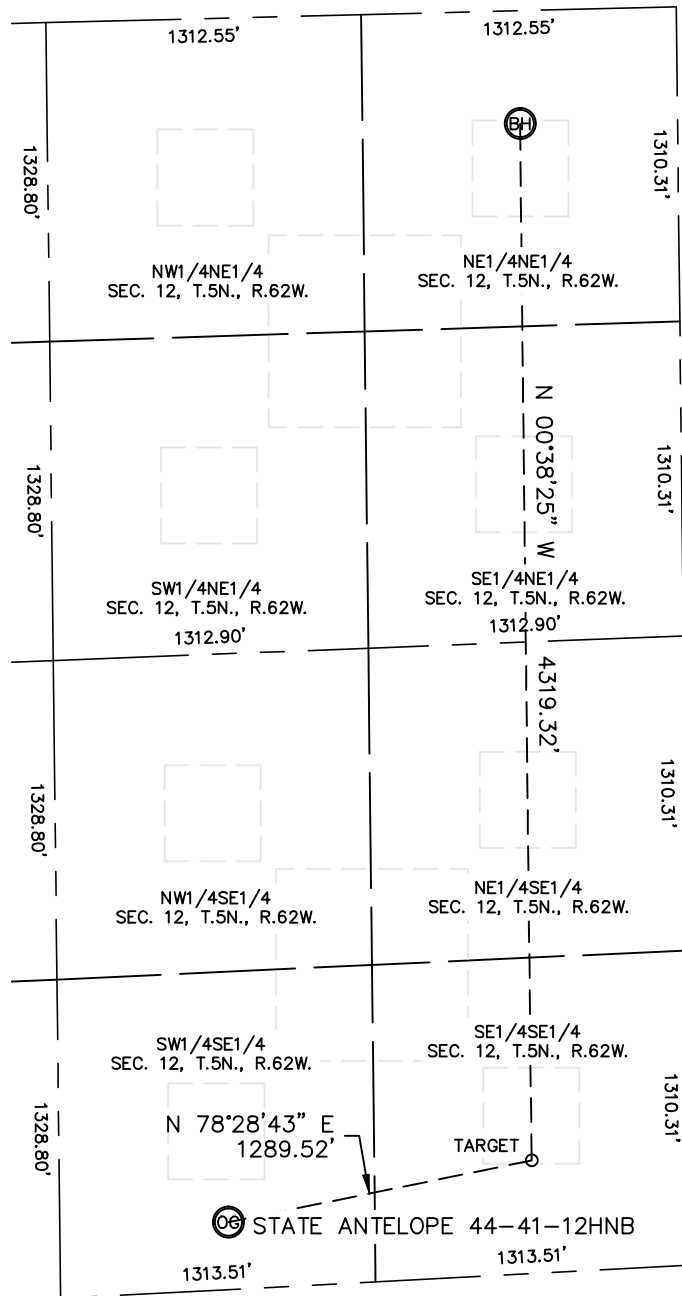 1312.55'
1312.55'
BH
1328.80'
1310.31'
NW1/4NE1/4
SEC. 12, T.5N., R.62W.
NE1/4NE1/4
SEC. 12, T.5N., R.62W.
N 00°38'25" W
1328.80'
1310.31'
SW1/4NE1/4
SEC. 12, T.5N., R.62W.
1312.90'
SE1/4NE1/4
SEC. 12, T.5N., R.62W.
1312.90'
4319.32'
1328.80'
1310.31'
NW1/4SE1/4
SEC. 12, T.5N., R.62W.
NE1/4SE1/4
SEC. 12, T.5N., R.62W.
SW1/4SE1/4
SEC. 12, T.5N., R.62W.
SE1/4SE1/4
SEC. 12, T.5N., R.62W.
1328.80'
1310.31'
N 78°28'43" E
1289.52'
TARGET
OG
STATE ANTELOPE 44-41-12HNB
1313.51'
1313.51'